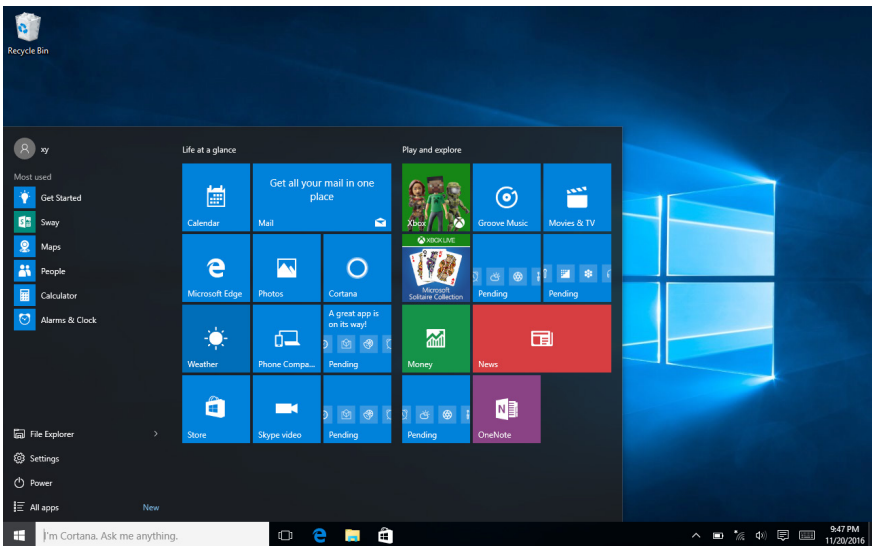 Recycle Bin
xy
Most used
Get Started
Sway
Maps
People
Calculator
Alarms & Clock
File Explorer
Settings
Power
All apps
New
Life at a glance
Calendar
Get all your mail in one
place
Mail
Microsoft Edge
Photos
Cortana
Weather
Phone Compa...
A great app is
on its way!
Pending
Store
Skype video
Pending
Play and explore
Xbox
Groove Music
Movies & TV
XBOX LIVE
Microsoft
Solitaire Collection
Pending
Pending
Money
News
Pending
N
OneNote
I'm Cortana. Ask me anything.
9:47 PM
11/20/2016